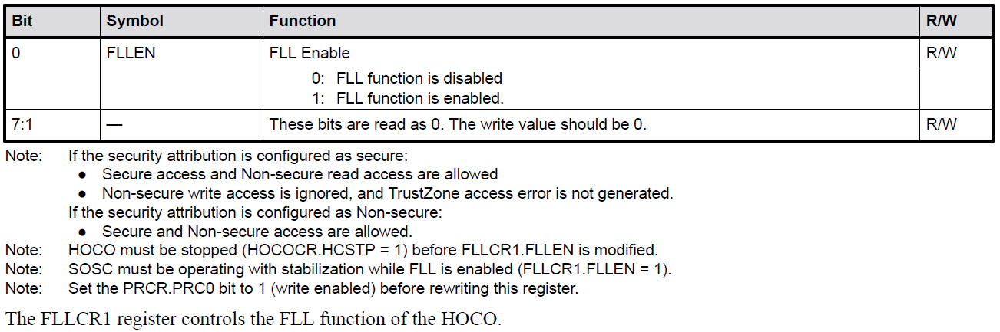 Bit Symbol Function R/W
0 FLLEN FLL Enable R/W
0: FLL function is disabled
1: FLL function is enabled.
7:1 — These bits are read as 0. The write value should be 0. R/W
Note: If the security attribution is configured as secure:
● Secure access and Non-secure read access are allowed
● Non-secure write access is ignored, and TrustZone access error is not generated.
If the security attribution is configured as Non-secure:
● Secure and Non-secure access are allowed.
Note: HOCO must be stopped (HOCOCR.HCSTP = 1) before FLLCR1.FLLEN is modified.
Note: SOSC must be operating with stabilization while FLL is enabled (FLLCR1.FLLEN = 1).
Note: Set the PRCR.PRC0 bit to 1 (write enabled) before rewriting this register.
The FLLCR1 register controls the FLL function of the HOCO.